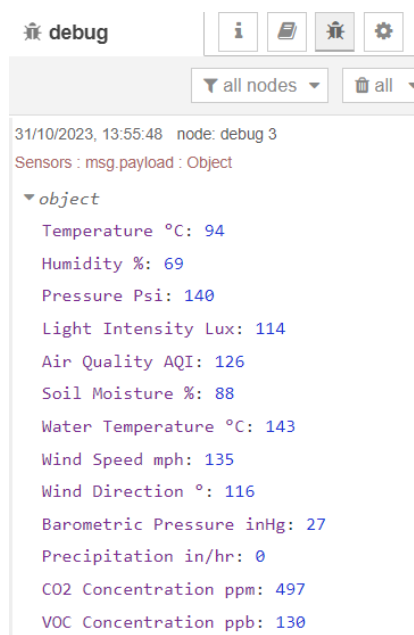 debug
all nodes
all
31/10/2023, 13:55:48 node: debug 3
Sensors : msg.payload : Object
object
Temperature °C: 94
Humidity %: 69
Pressure Psi: 140
Light Intensity Lux: 114
Air Quality AQI: 126
Soil Moisture %: 88
Water Temperature °C: 143
Wind Speed mph: 135
Wind Direction °: 116
Barometric Pressure inHg: 27
Precipitation in/hr: 0
CO2 Concentration ppm: 497
VOC Concentration ppb: 130